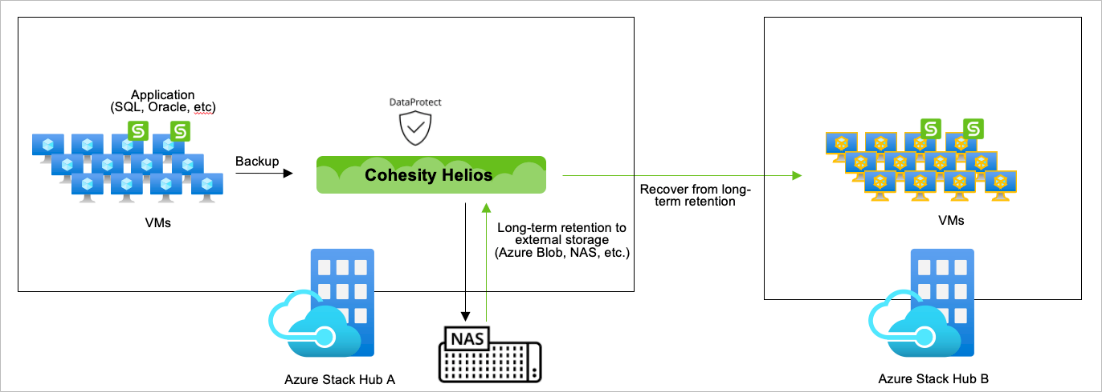 Application
(SQL, Oracle, etc)
DataProtect
Backup
Cohesity Helios
VMs
Long-term retention to
external storage
(Azure Blob, NAS, etc.)
Recover from long-
term retention
VMs
NAS
Azure Stack Hub A
Azure Stack Hub B